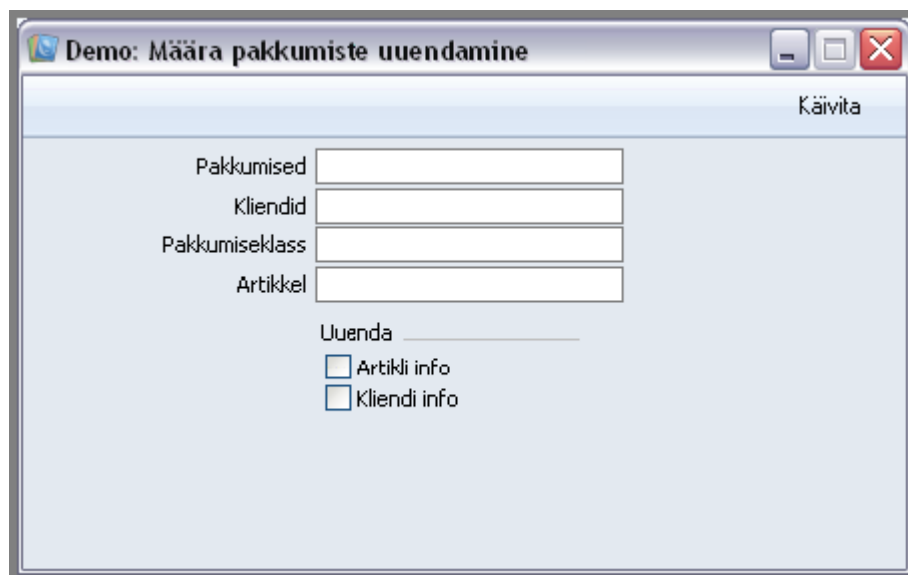 Demo: Määra pakkumiste uuendamine
Käivita
Pakkumised
Kliendid
Pakkumiseklass
Artikkel
Uuenda
Artikli info
Kliendi info